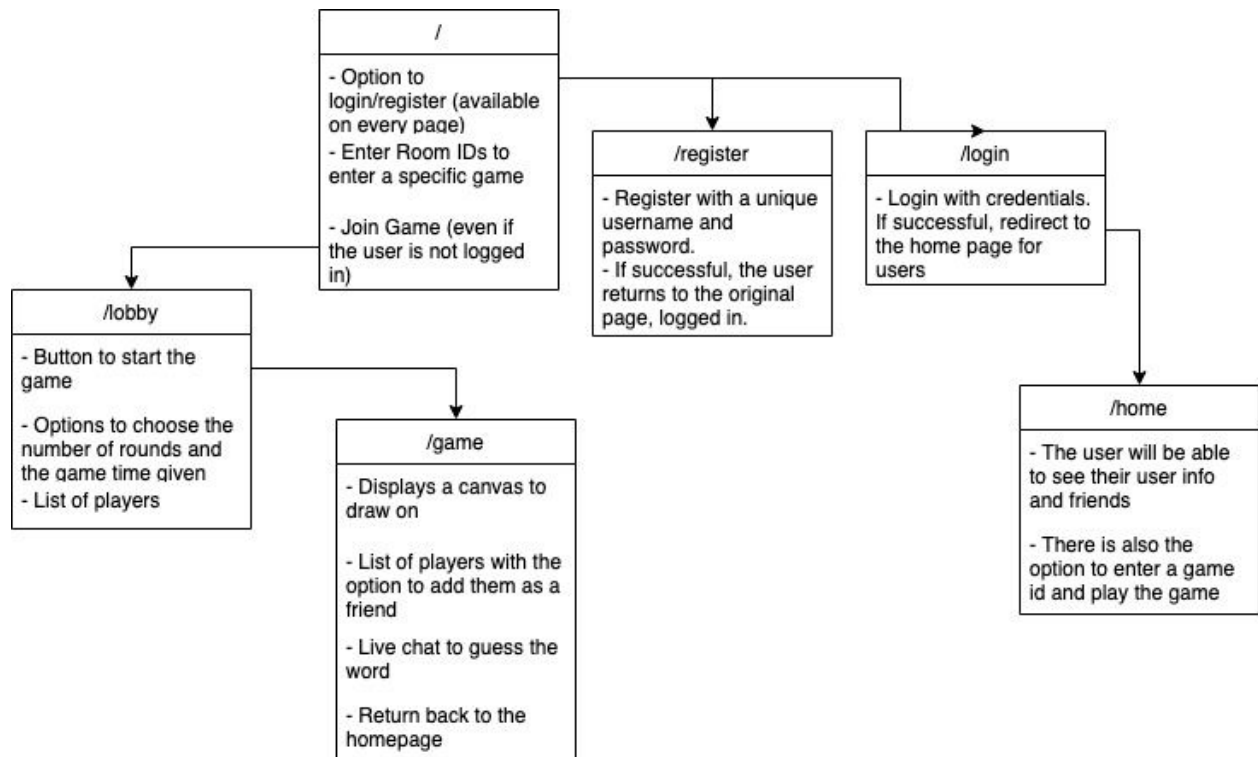 /
- Option to
login/register (available
on every page)
- Enter Room IDs to
enter a specific game
- Join Game (even if
the user is not logged
in)
/register
- Register with a unique
username and
password.
- If successful, the user
returns to the original
page, logged in.
/login
- Login with credentials.
If successful, redirect to
the home page for
users
/lobby
- Button to start the
game
- Options to choose the
number of rounds and
the game time given
- List of players
/game
- Displays a canvas to
draw on
- List of players with the
option to add them as a
friend
- Live chat to guess the
word
- Return back to the
homepage
/home
- The user will be able
to see their user info
and friends
- There is also the
option to enter a game
id and play the game